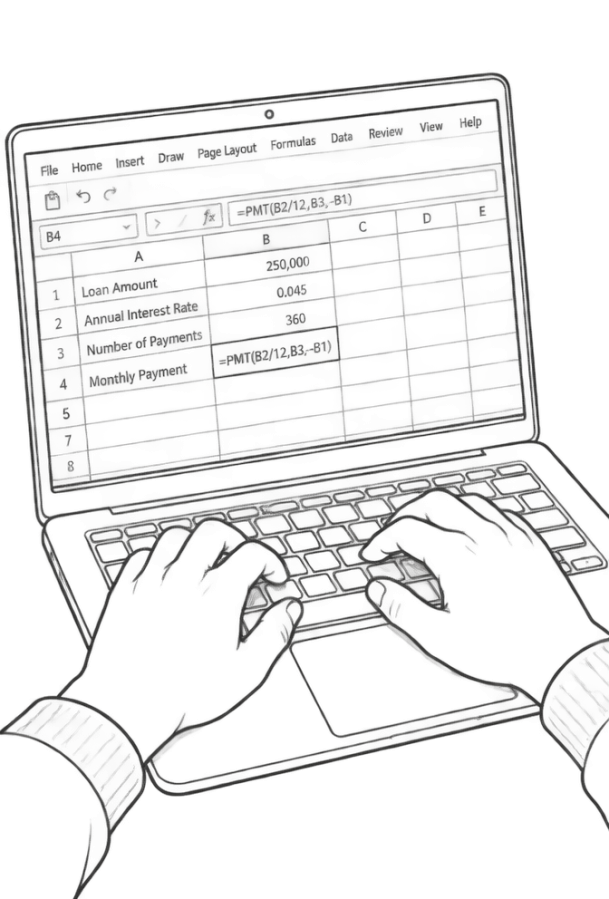 File Home Insert Draw Page Layout Formulas Data Review View Help
B4 fx =PMT(B2/12,B3,-B1)
A B C D E
1 Loan Amount 250,000
2 Annual Interest Rate 0.045
3 Number of Payments 360
4 Monthly Payment =PMT(B2/12,B3,-B1)
5
7
8